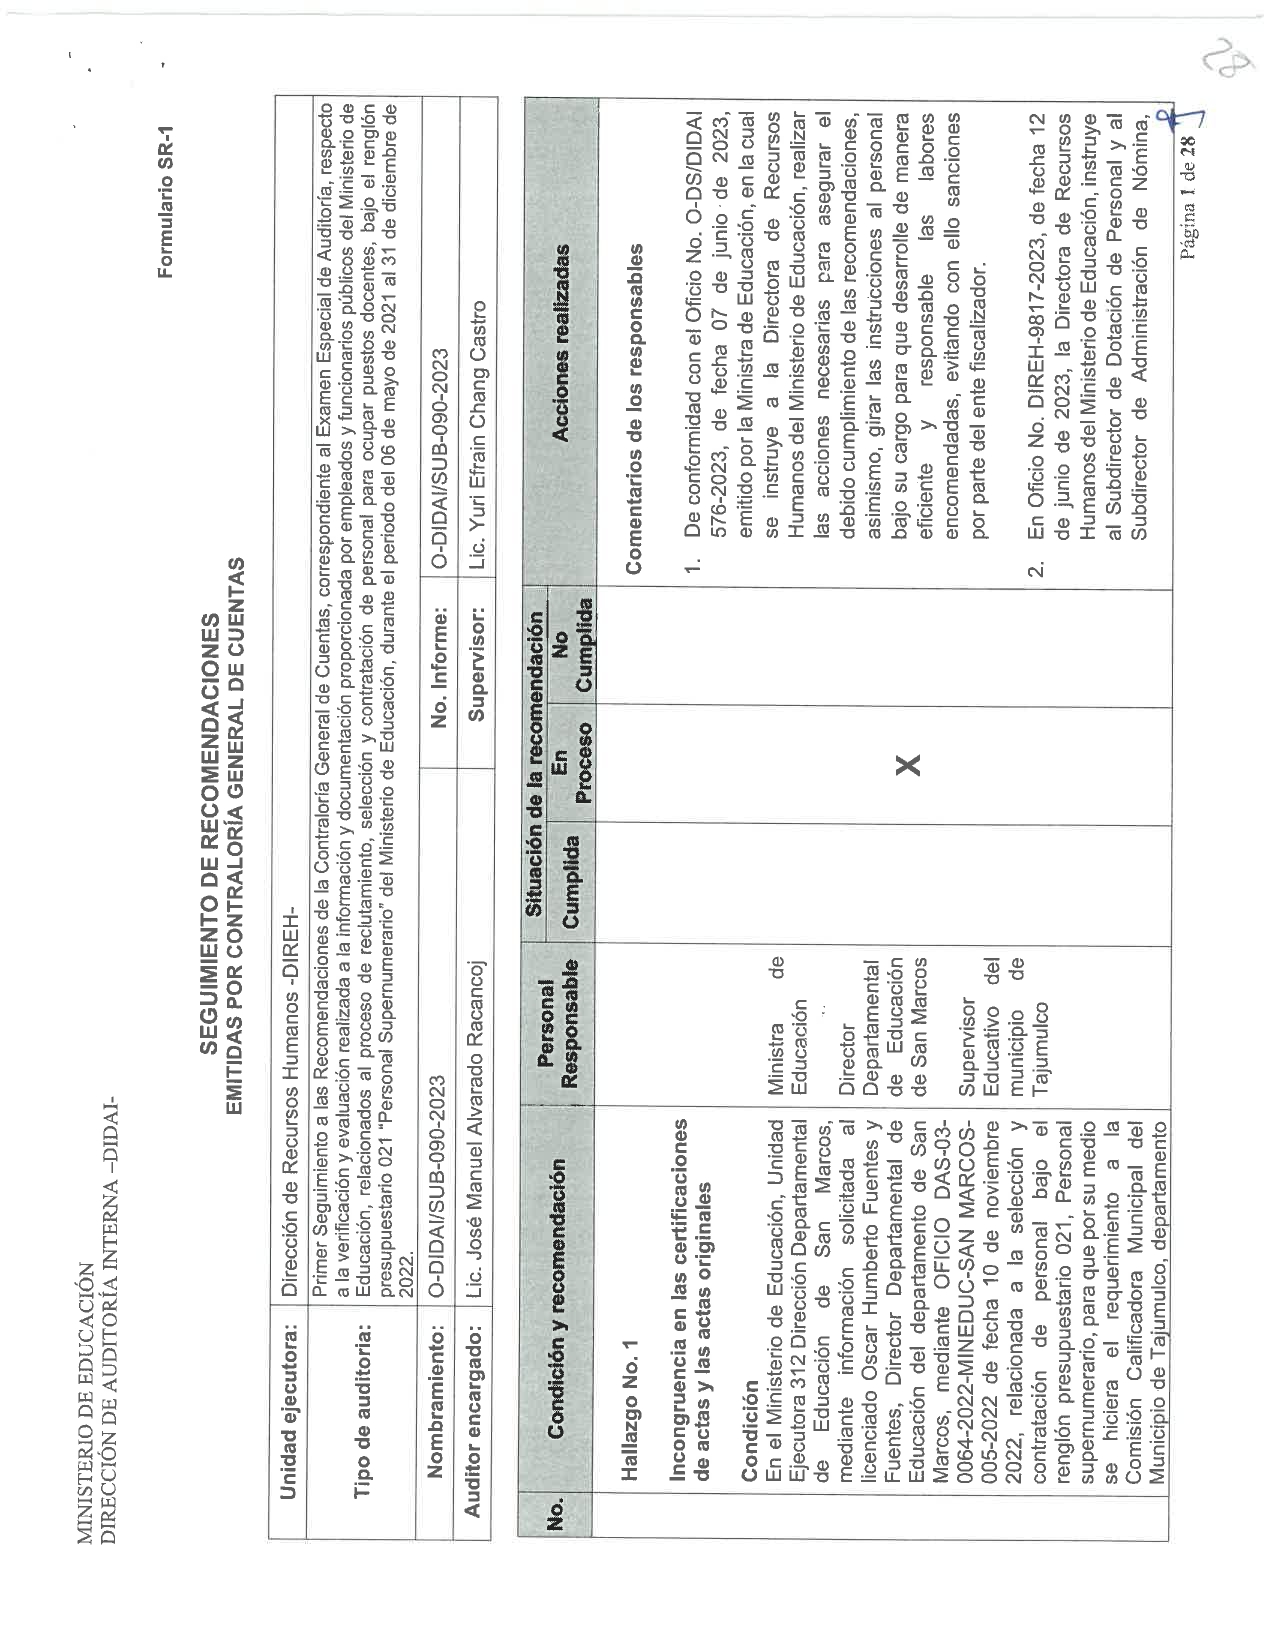 MINISTERIO DE EDUCACIÓN
DIRECCIÓN DE AUDITORÍA INTERNA –DIDAI-
Formulario SR-1
SEGUIMIENTO DE RECOMENDACIONES
EMITIDAS POR CONTRALORÍA GENERAL DE CUENTAS
Unidad ejecutora: Dirección de Recursos Humanos -DIREH-
Tipo de auditoria:
Primer Seguimiento a las Recomendaciones de la Contraloría General de Cuentas, correspondiente al Examen Especial de Auditoría, respecto
a la verificación y evaluación realizada a la información y documentación proporcionada por empleados y funcionarios públicos del Ministerio de
Educación, relacionados al proceso de reclutamiento, selección y contratación de personal para ocupar puestos docentes, bajo el renglón
presupuestario 021 "Personal Supernumerario" del Ministerio de Educación, durante el período del 06 de mayo de 2021 al 31 de diciembre de
2022.
Nombramiento: O-DIDAI/SUB-090-2023 No. Informe: O-DIDAI/SUB-090-2023
Auditor encargado: Lic. José Manuel Alvarado Racancoj Supervisor: Lic. Yuri Efrain Chang Castro
No.
Condición y recomendación
Personal
Responsable
Situación de la recomendación
Cumplida
En
Proceso
No
Cumplida
Acciones realizadas
Hallazgo No. 1
Incongruencia en las certificaciones
de actas y las actas originales
Condición
En el Ministerio de Educación, Unidad
Ejecutora 312 Dirección Departamental
de Educación de San Marcos,
mediante información solicitada al
licenciado Oscar Humberto Fuentes y
Fuentes, Director Departamental de
Educación del departamento de San
Marcos, mediante OFICIO DAS-03-
0064-2022-MINEDUC-SAN MARCOS-
005-2022 de fecha 10 de noviembre
2022, relacionada a la selección y
contratación de personal bajo el
renglón presupuestario 021, Personal
supernumerario, para que por su medio
se hiciera el requerimiento a la
Comisión Calificadora Municipal del
Municipio de Tajumulco, departamento
Ministra de
Educación
Director
Departamental
de Educación
de San Marcos
Supervisor
Educativo del
municipio de
Tajumulco
X
Comentarios de los responsables
1. De conformidad con el Oficio No. O-DS/DIDAI
576-2023, de fecha 07 de junio de 2023,
emitido por la Ministra de Educación, en la cual
se instruye a la Directora de Recursos
Humanos del Ministerio de Educación, realizar
las acciones necesarias para asegurar el
debido cumplimiento de las recomendaciones,
asimismo, girar las instrucciones al personal
bajo su cargo para que desarrolle de manera
eficiente y responsable las labores
encomendadas, evitando con ello sanciones
por parte del ente fiscalizador.
2. En Oficio No. DIREH-9817-2023, de fecha 12
de junio de 2023, la Directora de Recursos
Humanos del Ministerio de Educación, instruye
al Subdirector de Dotación de Personal y al
Subdirector de Administración de Nómina,
Página 1 de 28